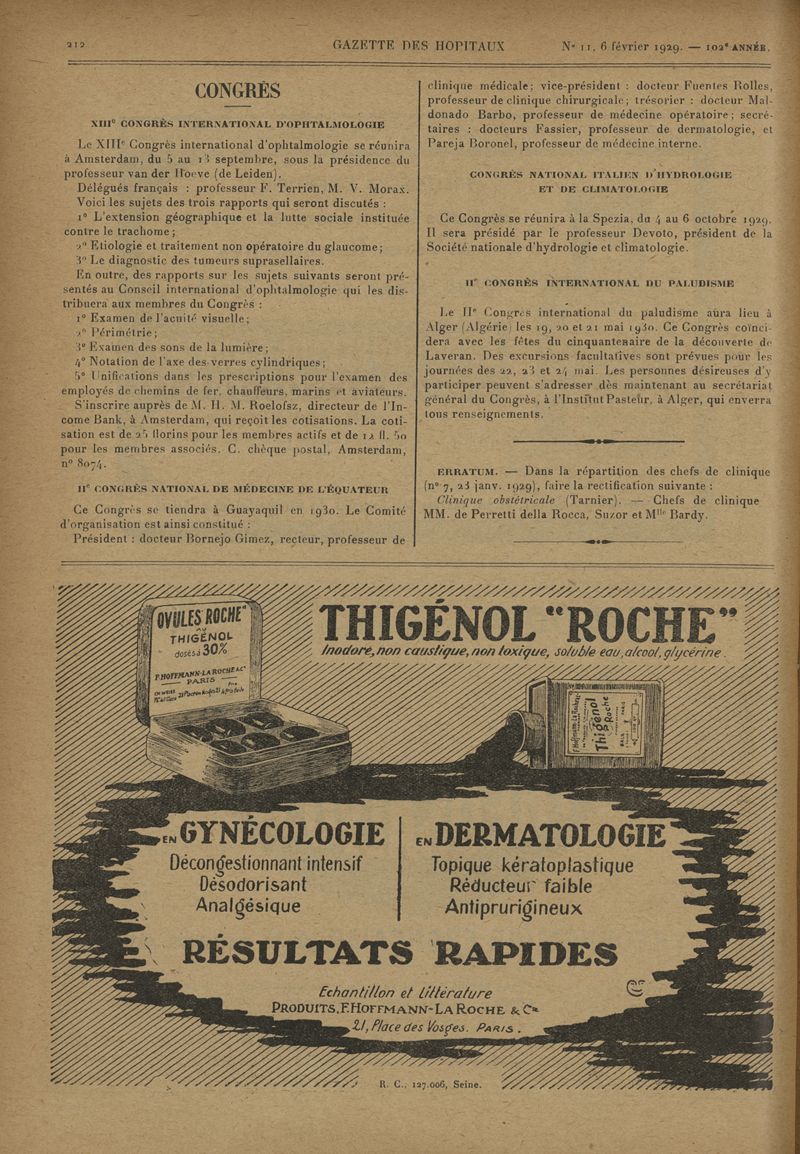 212
GAZETTE DES HOPITAUX
N° 11, 6 février 1929. — 102e ANNÉE.
CONGRÈS
XIIIe CONGRÈS INTERNATIONAL D'OPHTALMOLOGIE
Le XIIIe Congrès international d'ophtalmologie se réunira
à Amsterdam, du 5 au 13 septembre, sous la présidence du
professeur van der Hoeve (de Leiden).
Délégués français : professeur F. Terrien, M. V. Morax.
Voici les sujets des trois rapports qui seront discutés :
1° L'extension géographique et la lutte sociale instituée
contre le trachome ;
2° Etiologie et traitement non opératoire du glaucome ;
3° Le diagnostic des tumeurs suprasellaires.
En outre, des rapports sur les sujets suivants seront pré-
sentés au Conseil international d'ophtalmologie qui les dis-
tribuera aux membres du Congrès :
1° Examen de l'acuité visuelle ;
2° Périmétrie ;
3° Examen des sons de la lumière ;
4° Notation de l'axe des verres cylindriques ;
5° Unifications dans les prescriptions pour l'examen des
employés de chemins de fer, chauffeurs, marins et aviateurs.
S'inscrire auprès de M. H. M. Roelofsz, directeur de l'In-
come Bank, à Amsterdam, qui reçoit les cotisations. La coti-
sation est de 25 florins pour les membres actifs et de 12 fl. 50
pour les membres associés. C. chèque postal, Amsterdam,
n° 8074.
IIe CONGRÈS NATIONAL DE MÉDECINE DE L'ÉQUATEUR
Ce Congrès se tiendra à Guayaquil en 1930. Le Comité
d'organisation est ainsi constitué :
Président : docteur Bornejo Gimez, recteur, professeur de
clinique médicale ; vice-président : docteur Fuentes Rolles,
professeur de clinique chirurgicale ; trésorier : docteur Mal-
donado Barbo, professeur de médecine opératoire ; secré-
taires : docteurs Fassier, professeur de dermatologie, et
Pareja Boronel, professeur de médecine interne.
CONGRÈS NATIONAL ITALIEN D'HYDROLOGIE
ET DE CLIMATOLOGIE
Ce Congrès se réunira à la Spezia, du 4 au 6 octobre 1929.
Il sera présidé par le professeur Devoto, président de la
Société nationale d'hydrologie et climatologie.
IIe CONGRÈS INTERNATIONAL DU PALUDISME
Le IIe Congrès international du paludisme aura lieu à
Alger (Algérie) les 19, 20 et 21 mai 1930. Ce Congrès coïnci-
dera avec les fêtes du cinquantenaire de la découverte de
Laveran. Des excursions facultatives sont prévues pour les
journées des 22, 23 et 24 mai. Les personnes désireuses d'y
participer peuvent s'adresser dès maintenant au secrétariat
général du Congrès, à l'Institut Pasteur, à Alger, qui enverra
tous renseignements.
ERRATUM. — Dans la répartition des chefs de clinique
(n° 7, 23 janv. 1929), faire la rectification suivante :
Clinique obstétricale (Tarnier). — Chefs de clinique
MM. de Perretti della Rocca, Suzor et Mlle Bardy.
OVULES ROCHE
THIGÉNOL
dosés à 30%
F. HOFFMANN-LA ROCHE & Co
PARIS
THIGÉNOL "ROCHE"
Inodore, non caustique, non toxique, soluble eau, alcool, glycérine.
Thigénol
Roche
EN GYNÉCOLOGIE
Décongestionnant intensif
Désodorisant
Analgésique
EN DERMATOLOGIE
Topique kératoplastique
Réducteur faible
Antiprurigineux
RÉSULTATS RAPIDES
Echantillon et Littérature
PRODUITS. F. HOFFMANN-LA ROCHE & Cie
21, Place des Vosges. PARIS.
R. C., 127.006, Seine.